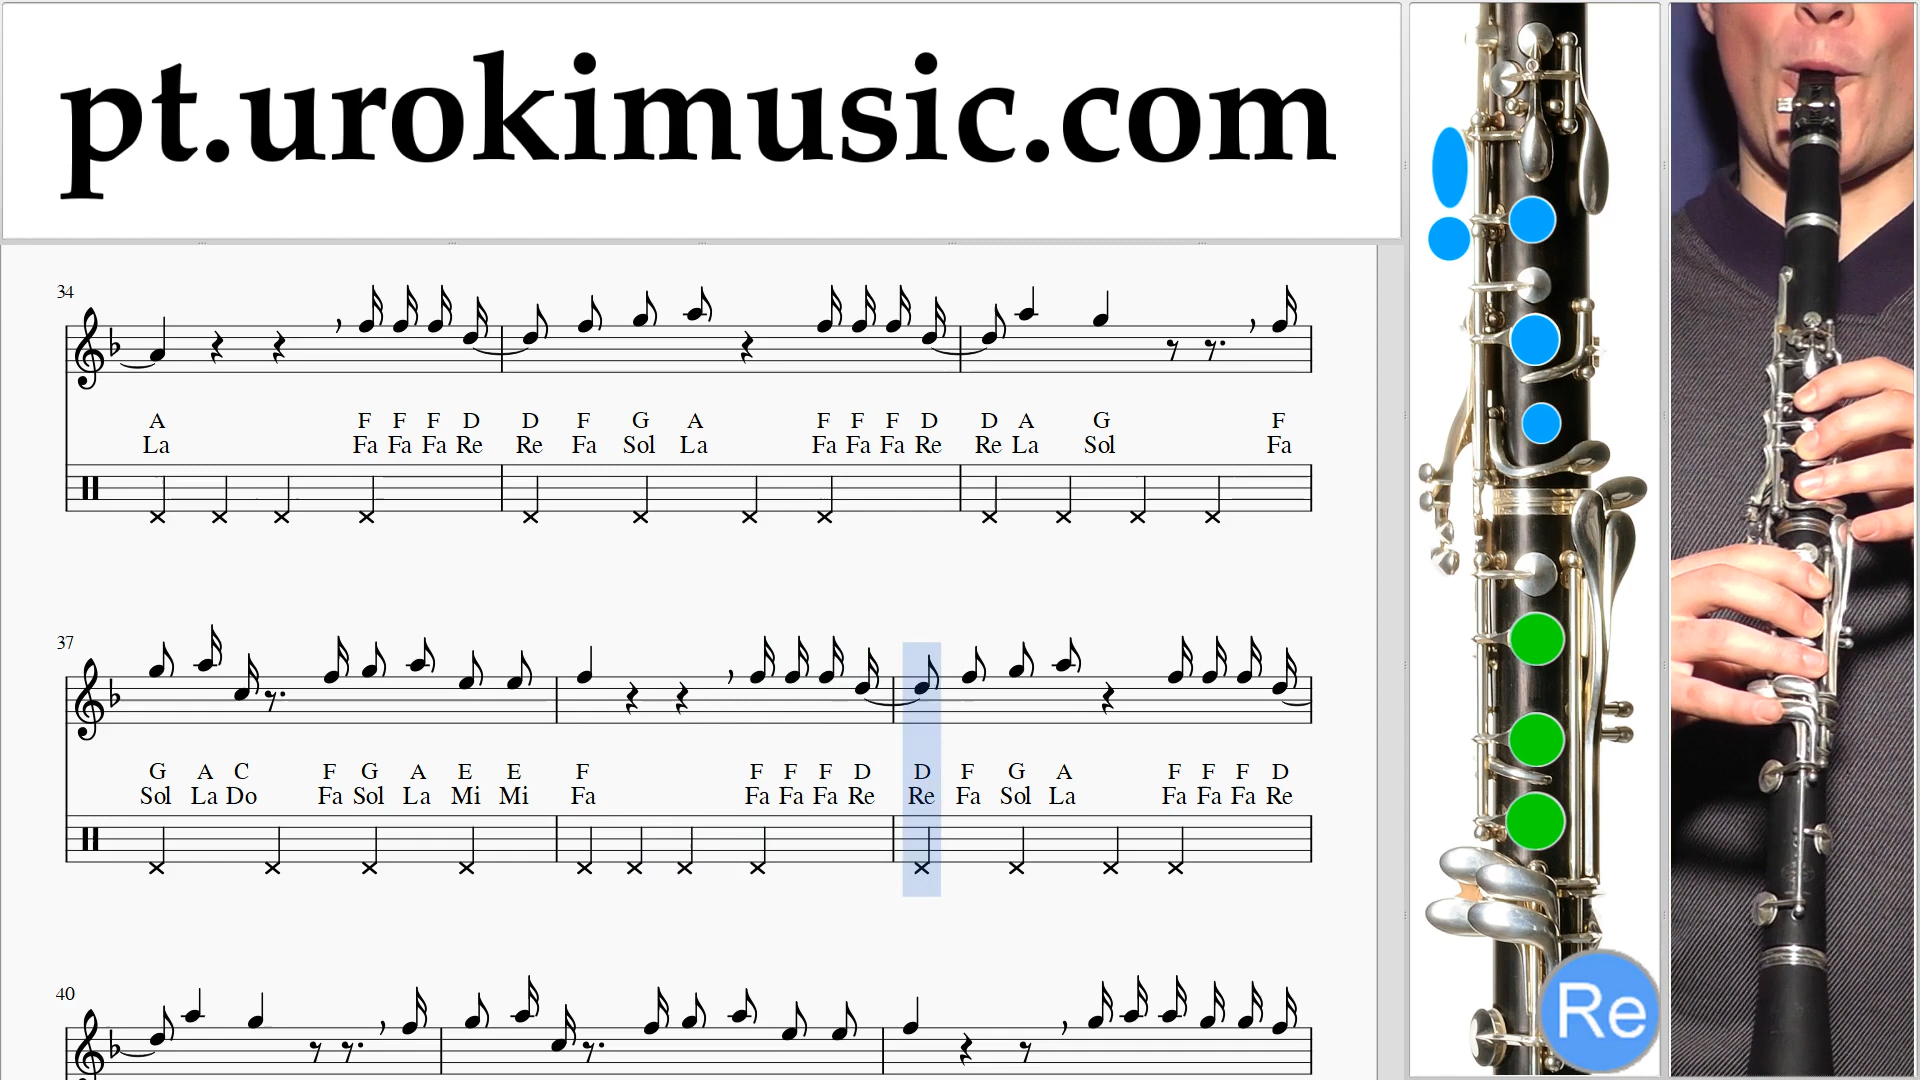 pt.urokimusic.com
34
A F F F D D F G A F F F D D A G F
La Fa Fa Fa Re Re Fa Sol La Fa Fa Fa Re Re La Sol Fa
37
G A C F G A E E F F F F D D F G A F F F D
Sol La Do Fa Sol La Mi Mi Fa Fa Fa Fa Re Re Fa Sol La Fa Fa Fa Re
40
Re